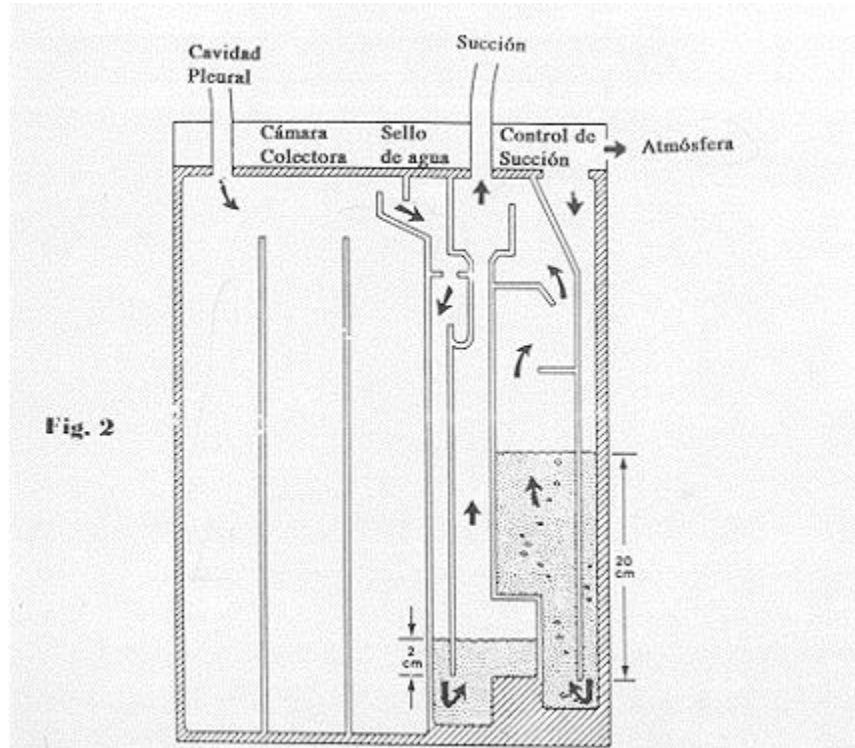 Cavidad
Pleural
Succión
Cámara
Colectora
Sello
de agua
Control de
Succión
Atmósfera
Fig. 2
20
cm
2
cm